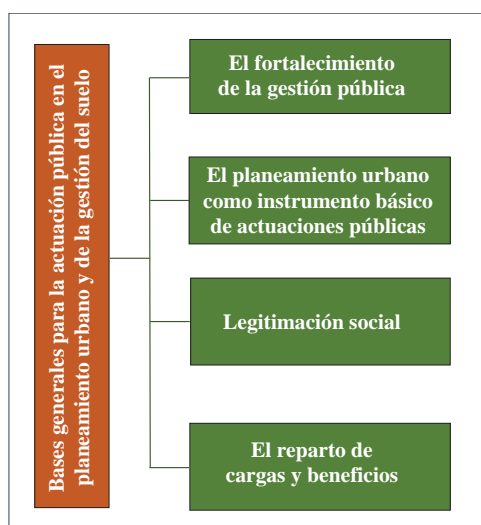 Bases generales para la actuación pública en el
planeamiento urbano y de la gestión del suelo
El fortalecimiento
de la gestión pública
El planeamiento urbano
como instrumento básico
de actuaciones públicas
Legitimación social
El reparto de
cargas y beneficios